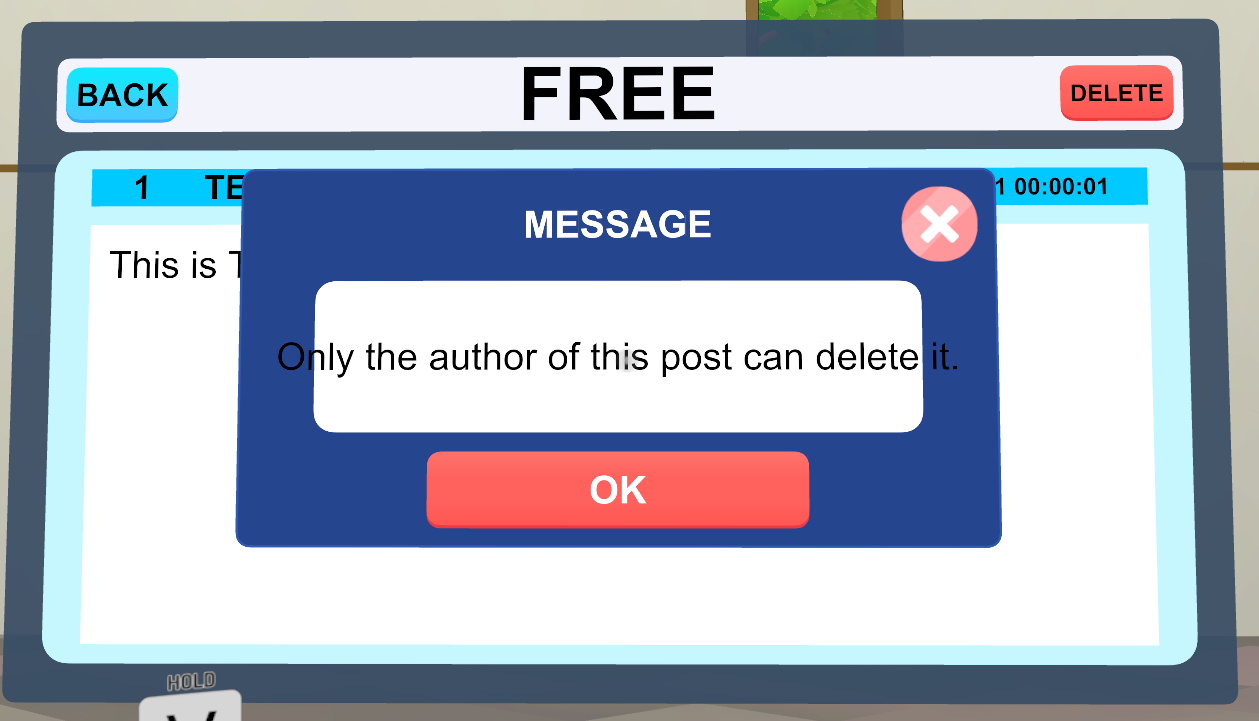 FREE
BACK
DELETE
1 TE
1 00:00:01
This is
MESSAGE
Only the author of this post can delete it.
OK
HOLD